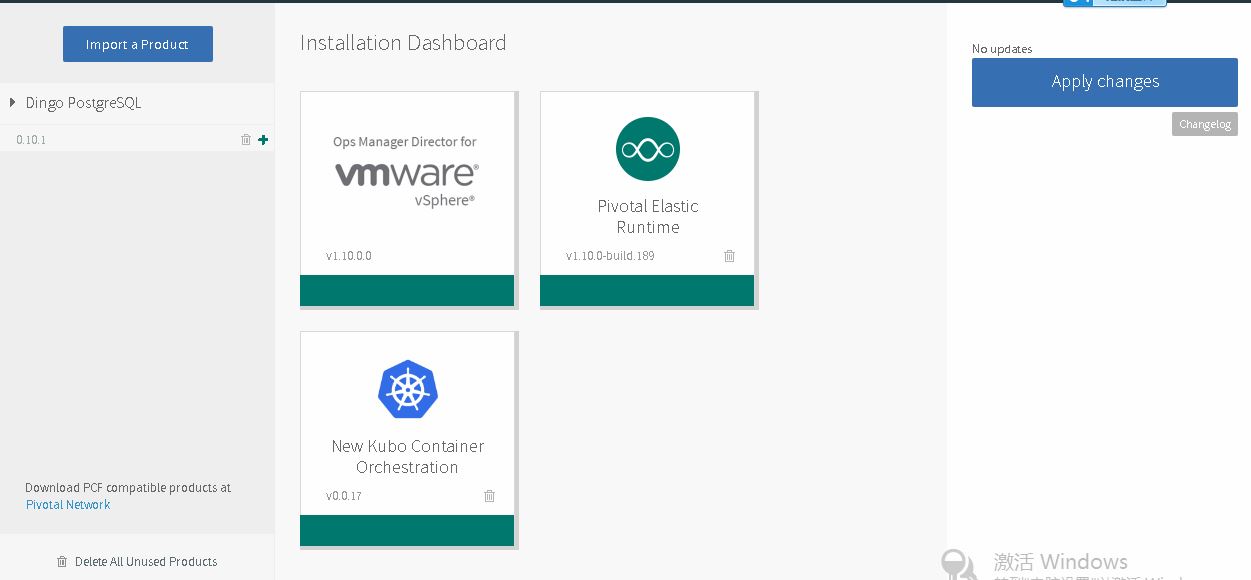 Import a Product
Dingo PostgreSQL
0.10.1
Download PCF compatible products at
Pivotal Network
Delete All Unused Products
Installation Dashboard
Ops Manager Director for
vmware®
vSphere®
v1.10.0.0
Pivotal Elastic
Runtime
v1.10.0-build.189
New Kubo Container
Orchestration
v0.0.17
No updates
Apply changes
Changelog
激活 Windows